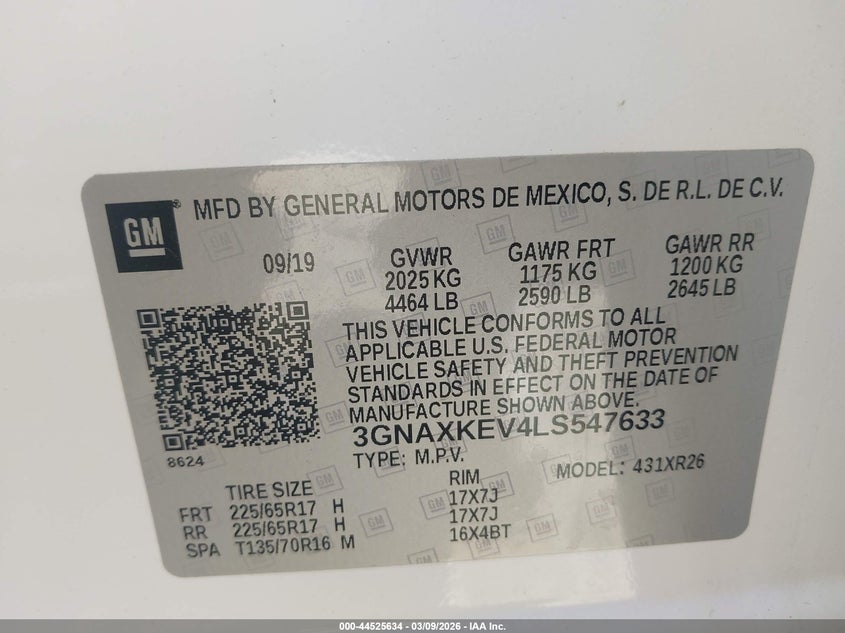 GM
® MFD BY GENERAL MOTORS DE MEXICO, S. DE R.L. DE C.V.
09/19 GVWR GAWR FRT GAWR RR
2025 KG 1175 KG 1200 KG
4464 LB 2590 LB 2645 LB
THIS VEHICLE CONFORMS TO ALL
APPLICABLE U.S. FEDERAL MOTOR
VEHICLE SAFETY AND THEFT PREVENTION
STANDARDS IN EFFECT ON THE DATE OF
MANUFACTURE SHOWN ABOVE.
3GNAXKEV4LS547633
8624
TYPE: M.P.V. MODEL: 431XR26
TIRE SIZE RIM
FRT 225/65R17 H 17X7J
RR 225/65R17 H 17X7J
SPA T135/70R16 M 16X4BT
000-44525634 | 03/09/2026 - IAA Inc.